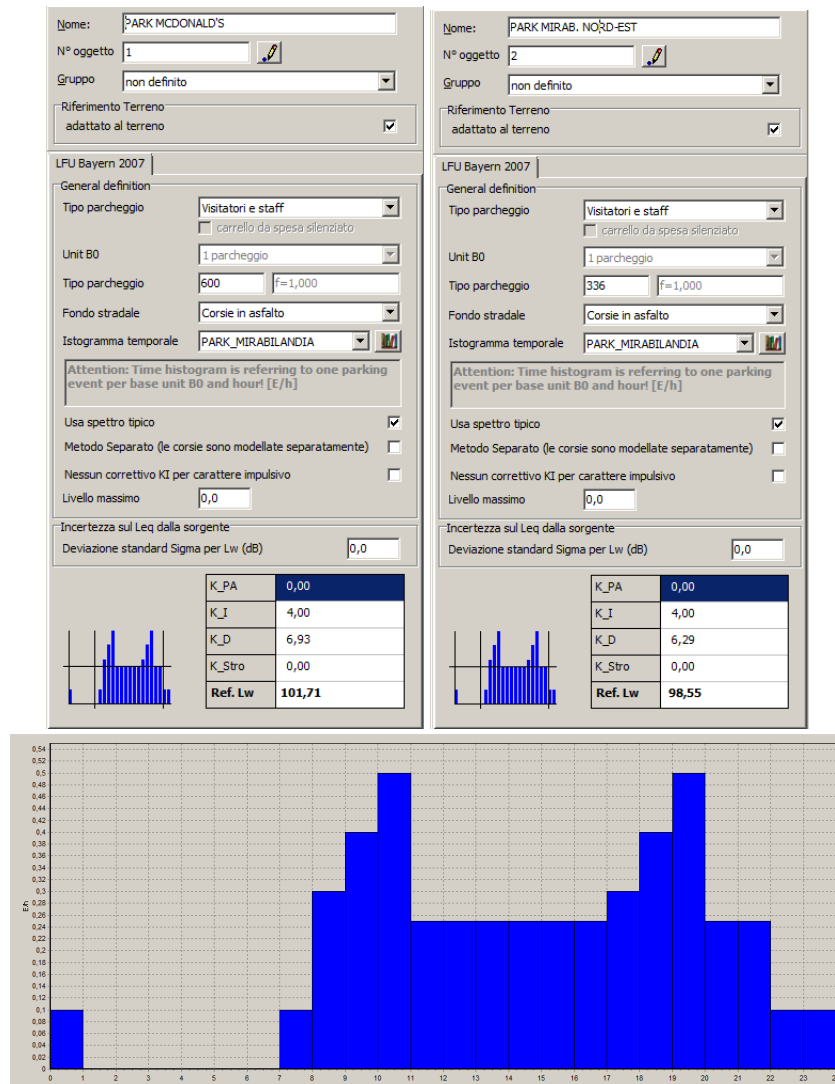 Nome: PARK MCDONALD'S
N° oggetto 1
Gruppo non definito
Riferimento Terreno
adattato al terreno
LFU Bayern 2007
General definition
Tipo parcheggio Visitatori e staff
carrello da spesa silenziato
Unit B0 1 parcheggio
Tipo parcheggio 600 f=1,000
Fondo stradale Corsie in asfalto
Istogramma temporale PARK_MIRABILANDIA
Attention: Time histogram is referring to one parking
event per base unit B0 and hour! [E/h]
Usa spettro tipico
Metodo Separato (le corsie sono modellate separatamente)
Nessun correttivo KI per carattere impulsivo
Livello massimo 0,0
Incertezza sul Leq dalla sorgente
Deviazione standard Sigma per Lw (dB) 0,0
K_PA 0,00
K_I 4,00
K_D 6,93
K_Stro 0,00
Ref. Lw 101,71
Nome: PARK MIRAB. NORD-EST
N° oggetto 2
Gruppo non definito
Riferimento Terreno
adattato al terreno
LFU Bayern 2007
General definition
Tipo parcheggio Visitatori e staff
carrello da spesa silenziato
Unit B0 1 parcheggio
Tipo parcheggio 336 f=1,000
Fondo stradale Corsie in asfalto
Istogramma temporale PARK_MIRABILANDIA
Attention: Time histogram is referring to one parking
event per base unit B0 and hour! [E/h]
Usa spettro tipico
Metodo Separato (le corsie sono modellate separatamente)
Nessun correttivo KI per carattere impulsivo
Livello massimo 0,0
Incertezza sul Leq dalla sorgente
Deviazione standard Sigma per Lw (dB) 0,0
K_PA 0,00
K_I 4,00
K_D 6,29
K_Stro 0,00
Ref. Lw 98,55
0,54
0,52
0,5
0,48
0,46
0,44
0,42
0,4
0,38
0,36
0,34
0,32
0,3
0,28
E/h
0,26
0,24
0,22
0,2
0,18
0,16
0,14
0,12
0,1
0,08
0,06
0,04
0,02
0
0 1 2 3 4 5 6 7 8 9 10 11 12 13 14 15 16 17 18 19 20 21 22 23